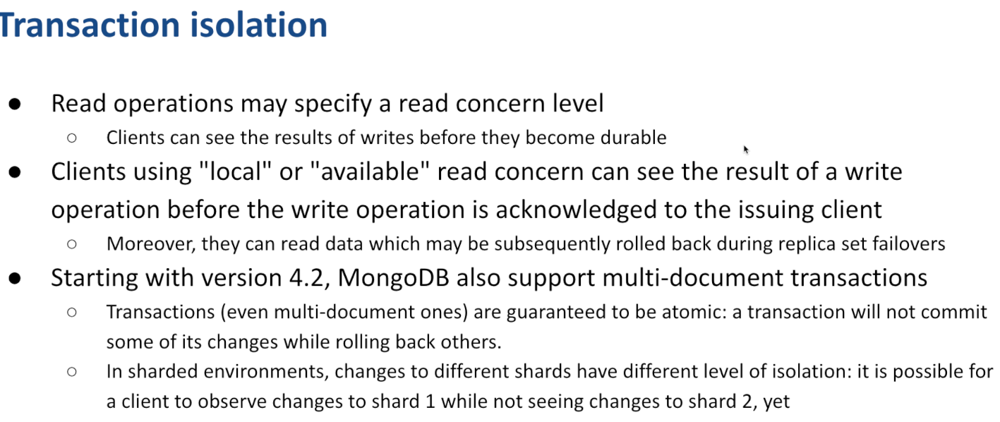 Transaction isolation
● Read operations may specify a read concern level
○ Clients can see the results of writes before they become durable
● Clients using "local" or "available" read concern can see the result of a write
operation before the write operation is acknowledged to the issuing client
○ Moreover, they can read data which may be subsequently rolled back during replica set failovers
● Starting with version 4.2, MongoDB also support multi-document transactions
○ Transactions (even multi-document ones) are guaranteed to be atomic: a transaction will not commit
some of its changes while rolling back others.
○ In sharded environments, changes to different shards have different level of isolation: it is possible for
a client to observe changes to shard 1 while not seeing changes to shard 2, yet